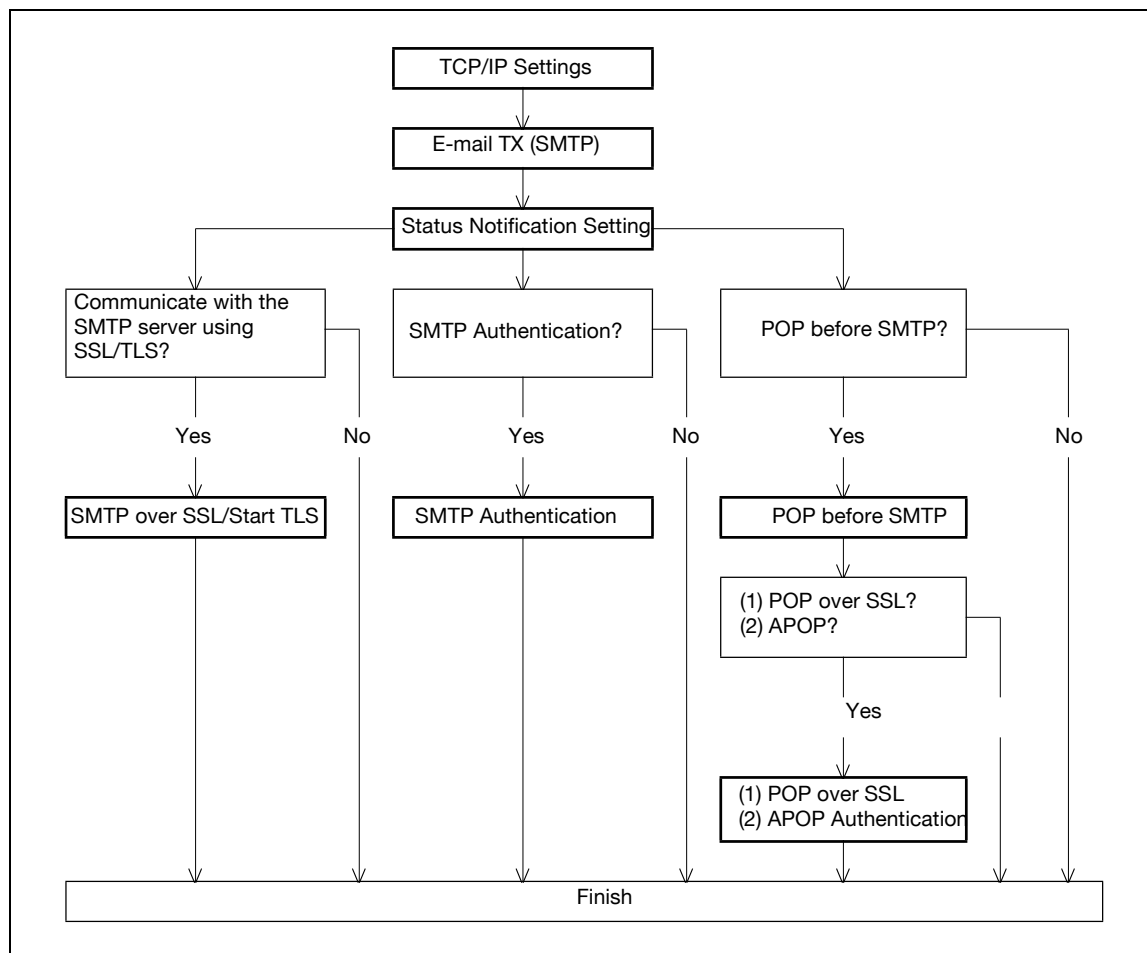 TCP/IP Settings
E-mail TX (SMTP)
Status Notification Setting
Communicate with the
SMTP server using
SSL/TLS?
SMTP Authentication?
POP before SMTP?
Yes
No
Yes
No
Yes
No
SMTP over SSL/Start TLS
SMTP Authentication
POP before SMTP
(1) POP over SSL?
(2) APOP?
Yes
(1) POP over SSL
(2) APOP Authentication
Finish